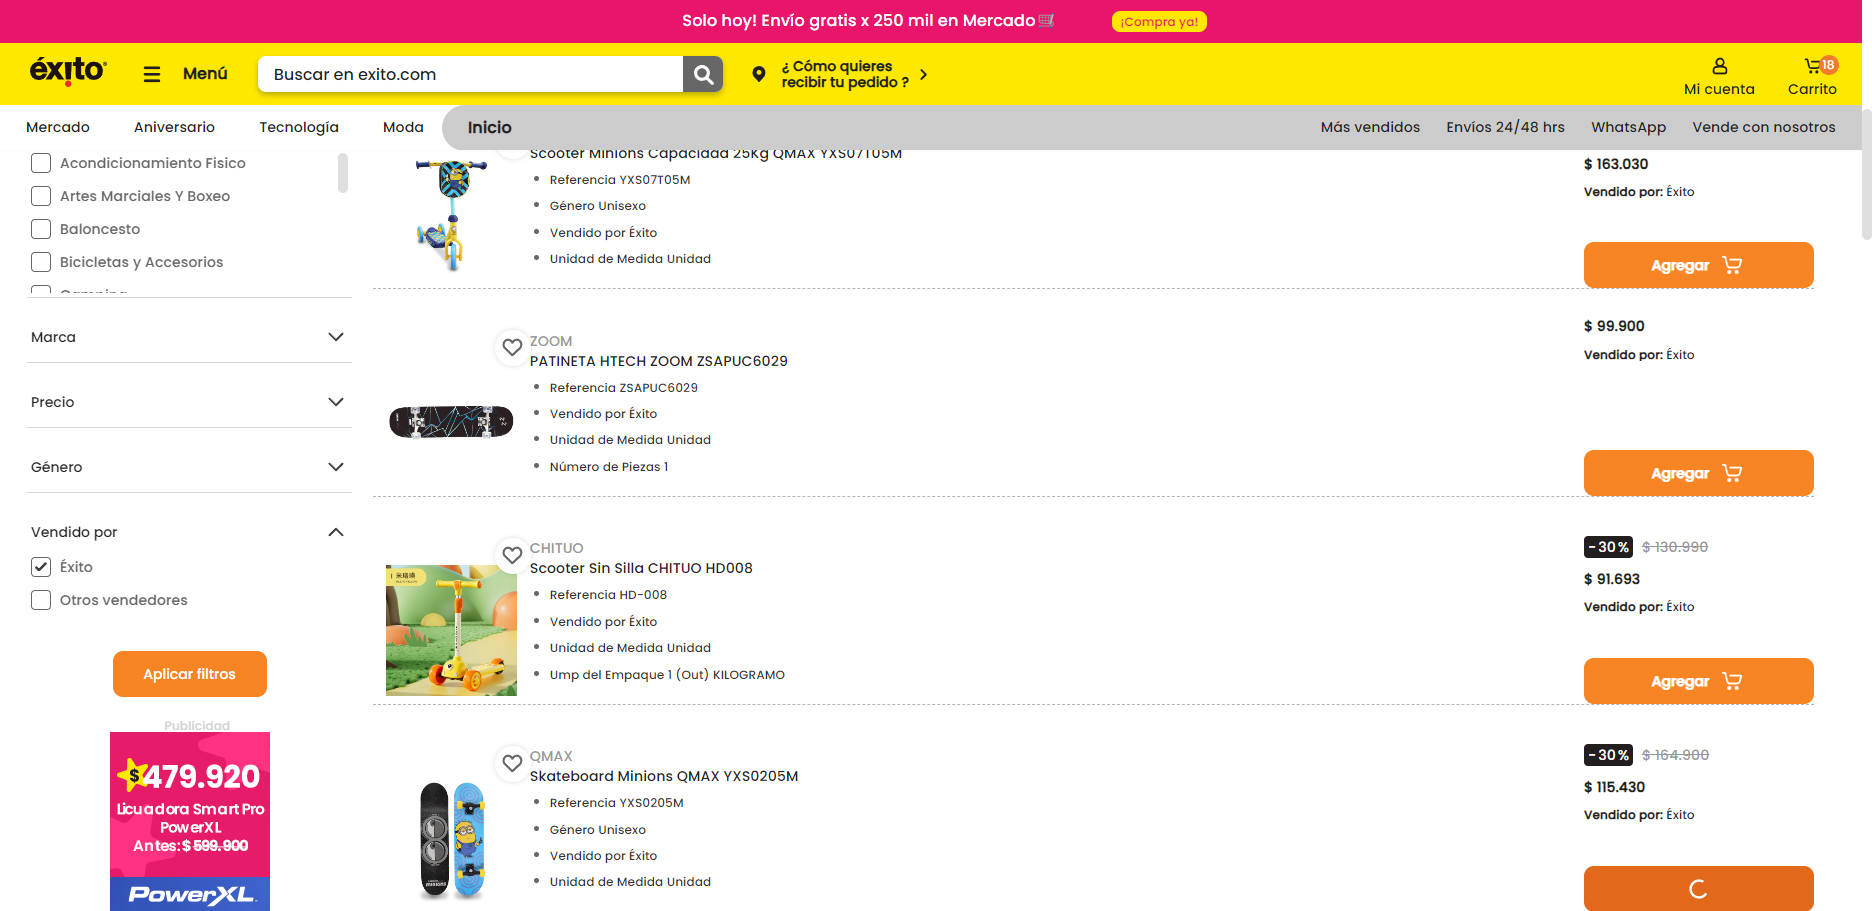 Solo hoy! Envío gratis x 250 mil en Mercado🛒
¡Compra ya!
éxito
Menú
Buscar en exito.com
¿ Cómo quieres
recibir tu pedido ?
Mi cuenta
18
Carrito
Mercado
Aniversario
Tecnología
Moda
Inicio
Más vendidos
Envíos 24/48 hrs
WhatsApp
Vende con nosotros
Acondicionamiento Fisico
Artes Marciales Y Boxeo
Baloncesto
Bicicletas y Accesorios
Marca
Precio
Género
Vendido por
Éxito
Otros vendedores
Aplicar filtros
Publicidad
$479.920
Licuadora Smart Pro
PowerXL
Antes: $ 599.900
PowerXL
Scooter Minions Capacidad 25Kg QMAX YXS07T05M
Referencia YXS07T05M
Género Unisexo
Vendido por Éxito
Unidad de Medida Unidad
$ 163.030
Vendido por: Éxito
Agregar
ZOOM
PATINETA HTECH ZOOM ZSAPUC6029
Referencia ZSAPUC6029
Vendido por Éxito
Unidad de Medida Unidad
Número de Piezas 1
$ 99.900
Vendido por: Éxito
Agregar
CHITUO
Scooter Sin Silla CHITUO HD008
Referencia HD-008
Vendido por Éxito
Unidad de Medida Unidad
Ump del Empaque 1 (Out) KILOGRAMO
-30%
$ 130.990
$ 91.693
Vendido por: Éxito
Agregar
QMAX
Skateboard Minions QMAX YXS0205M
Referencia YXS0205M
Género Unisexo
Vendido por Éxito
Unidad de Medida Unidad
-30%
$ 164.900
$ 115.430
Vendido por: Éxito